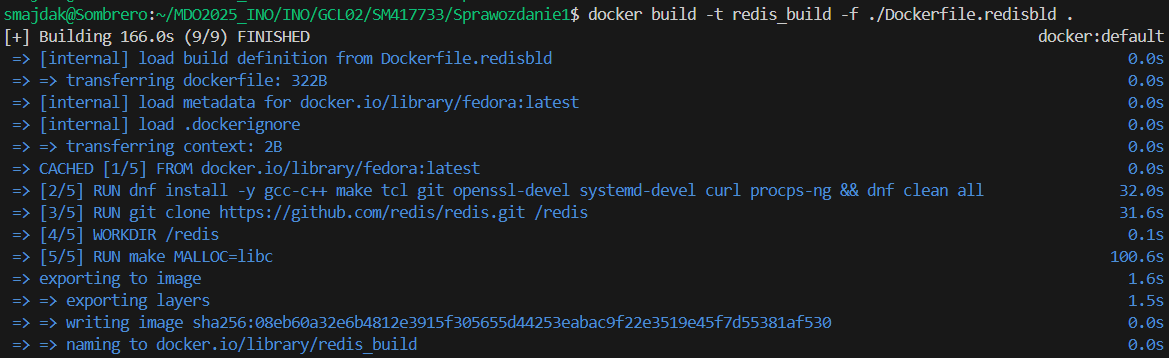 smajdak@Sombrero:~/MDO2025_INO/INO/GCL02/SM417733/Sprawozdanie1$ docker build -t redis_build -f ./Dockerfile.redisbld .
[+] Building 166.0s (9/9) FINISHED docker:default
=> [internal] load build definition from Dockerfile.redisbld 0.0s
=> => transferring dockerfile: 322B 0.0s
=> [internal] load metadata for docker.io/library/fedora:latest 0.0s
=> [internal] load .dockerignore 0.0s
=> => transferring context: 2B 0.0s
=> CACHED [1/5] FROM docker.io/library/fedora:latest 0.0s
=> [2/5] RUN dnf install -y gcc-c++ make tcl git openssl-devel systemd-devel curl procps-ng && dnf clean all 32.0s
=> [3/5] RUN git clone https://github.com/redis/redis.git /redis 31.6s
=> [4/5] WORKDIR /redis 0.1s
=> [5/5] RUN make MALLOC=libc 100.6s
=> exporting to image 1.6s
=> => exporting layers 1.5s
=> => writing image sha256:08eb60a32e6b4812e3915f305655d44253eabac9f22e3519e45f7d55381af530 0.0s
=> => naming to docker.io/library/redis_build 0.0s